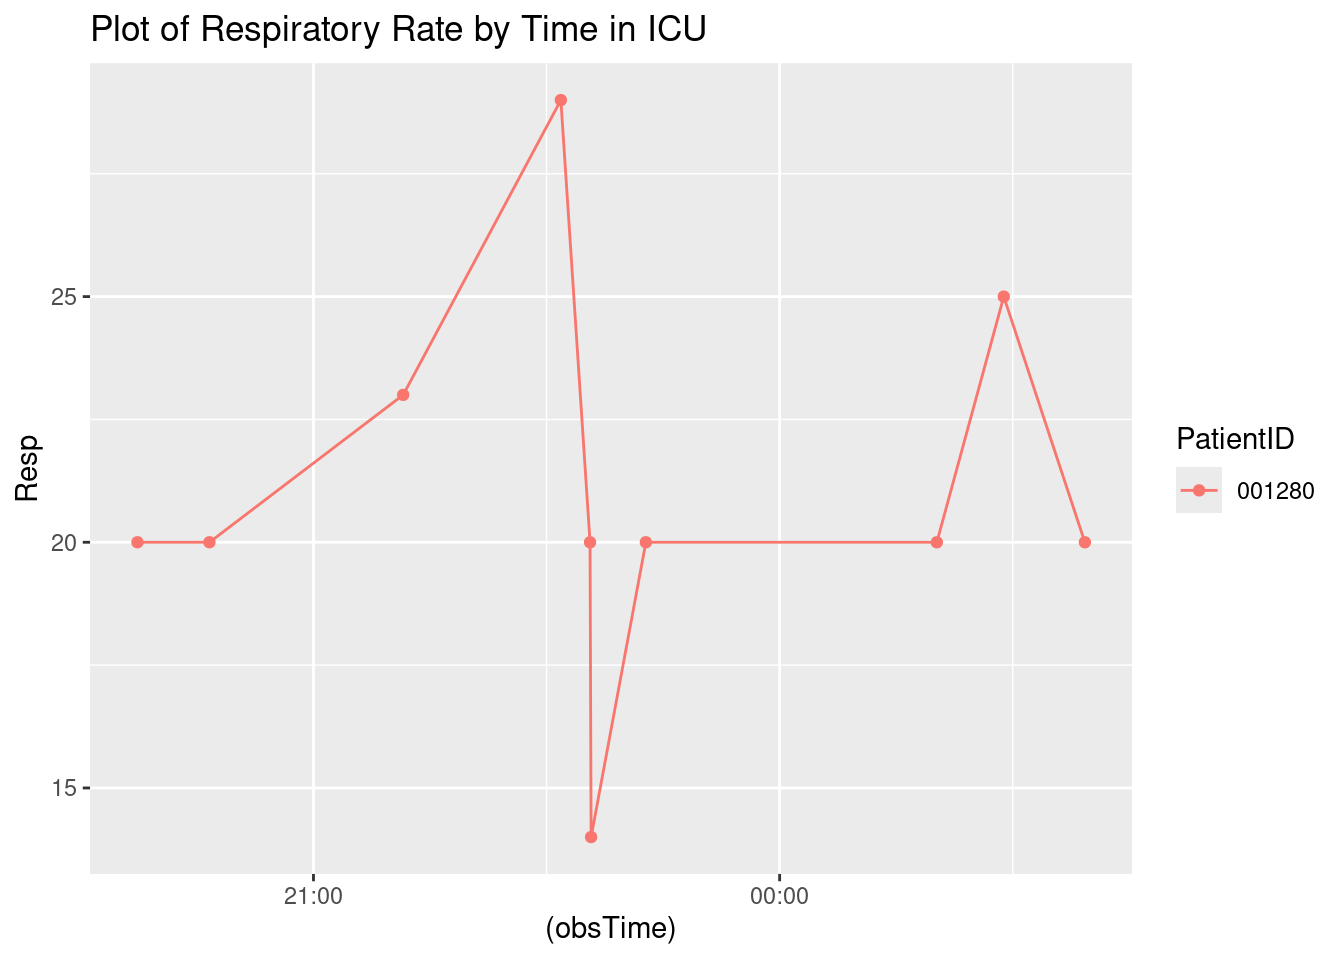 Plot of Respiratory Rate by Time in ICU
Resp
25
20
15
21:00
00:00
(obsTime)
PatientID
001280